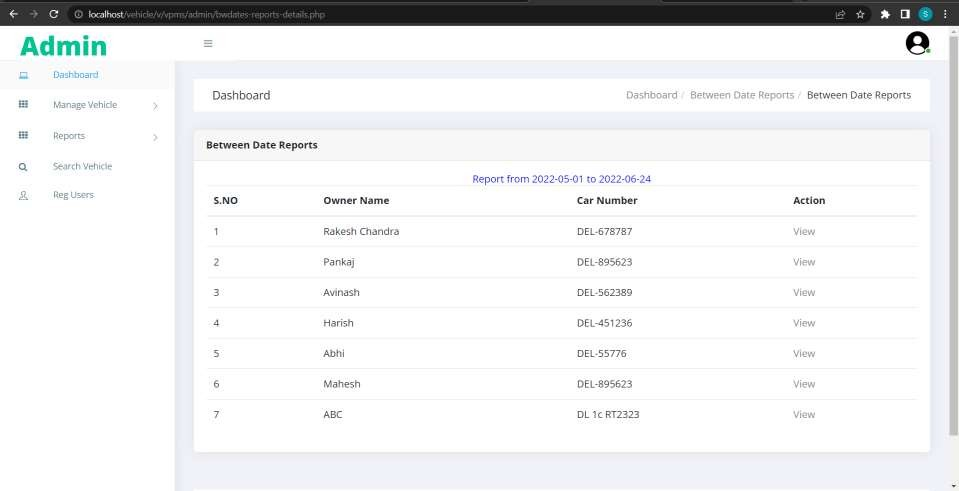 localhost/vehicle/v/vpms/admin/bwdates-reports-details.php
S
Admin
Dashboard
Manage Vehicle
Reports
Search Vehicle
Reg Users
Dashboard
Dashboard / Between Date Reports / Between Date Reports
Between Date Reports
Report from 2022-05-01 to 2022-06-24
S.NO Owner Name Car Number Action
1 Rakesh Chandra DEL-678787 View
2 Pankaj DEL-895623 View
3 Avinash DEL-562389 View
4 Harish DEL-451236 View
5 Abhi DEL-55776 View
6 Mahesh DEL-895623 View
7 ABC DL 1c RT2323 View